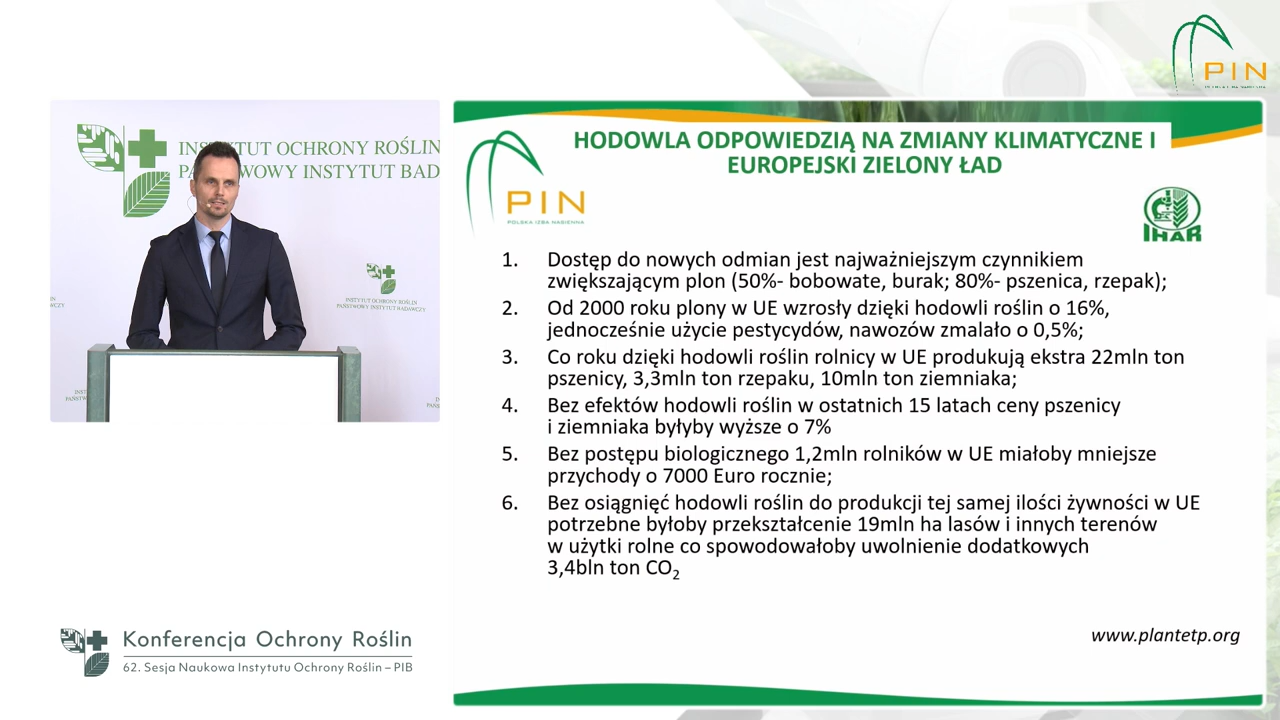 PIN
INSTYTUT OCHRONY ROŚLIN
PAŃSTWOWY INSTYTUT BAD
INSTYTUT OCHRONY ROŚLIN
PAŃSTWOWY INSTYTUT BADAWCZY
HODOWLA ODPOWIEDZIĄ NA ZMIANY KLIMATYCZNE I
EUROPEJSKI ZIELONY ŁAD
PIN
POLSKA IZBA NASIENNA
IHAR
1. Dostęp do nowych odmian jest najważniejszym czynnikiem
zwiększającym plon (50%- bobowate, burak; 80%- pszenica, rzepak);
2. Od 2000 roku plony w UE wzrosły dzięki hodowli roślin o 16%,
jednocześnie użycie pestycydów, nawozów zmalało o 0,5%;
3. Co roku dzięki hodowli roślin rolnicy w UE produkują ekstra 22mln ton
pszenicy, 3,3mln ton rzepaku, 10mln ton ziemniaka;
4. Bez efektów hodowli roślin w ostatnich 15 latach ceny pszenicy
i ziemniaka byłyby wyższe o 7%
5. Bez postępu biologicznego 1,2mln rolników w UE miałoby mniejsze
przychody o 7000 Euro rocznie;
6. Bez osiągnięć hodowli roślin do produkcji tej samej ilości żywności w UE
potrzebne byłoby przekształcenie 19mln ha lasów i innych terenów
w użytki rolne co spowodowałoby uwolnienie dodatkowych
3,4bln ton CO₂
www.plantetp.org
Konferencja Ochrony Roślin
62. Sesja Naukowa Instytutu Ochrony Roślin – PIB